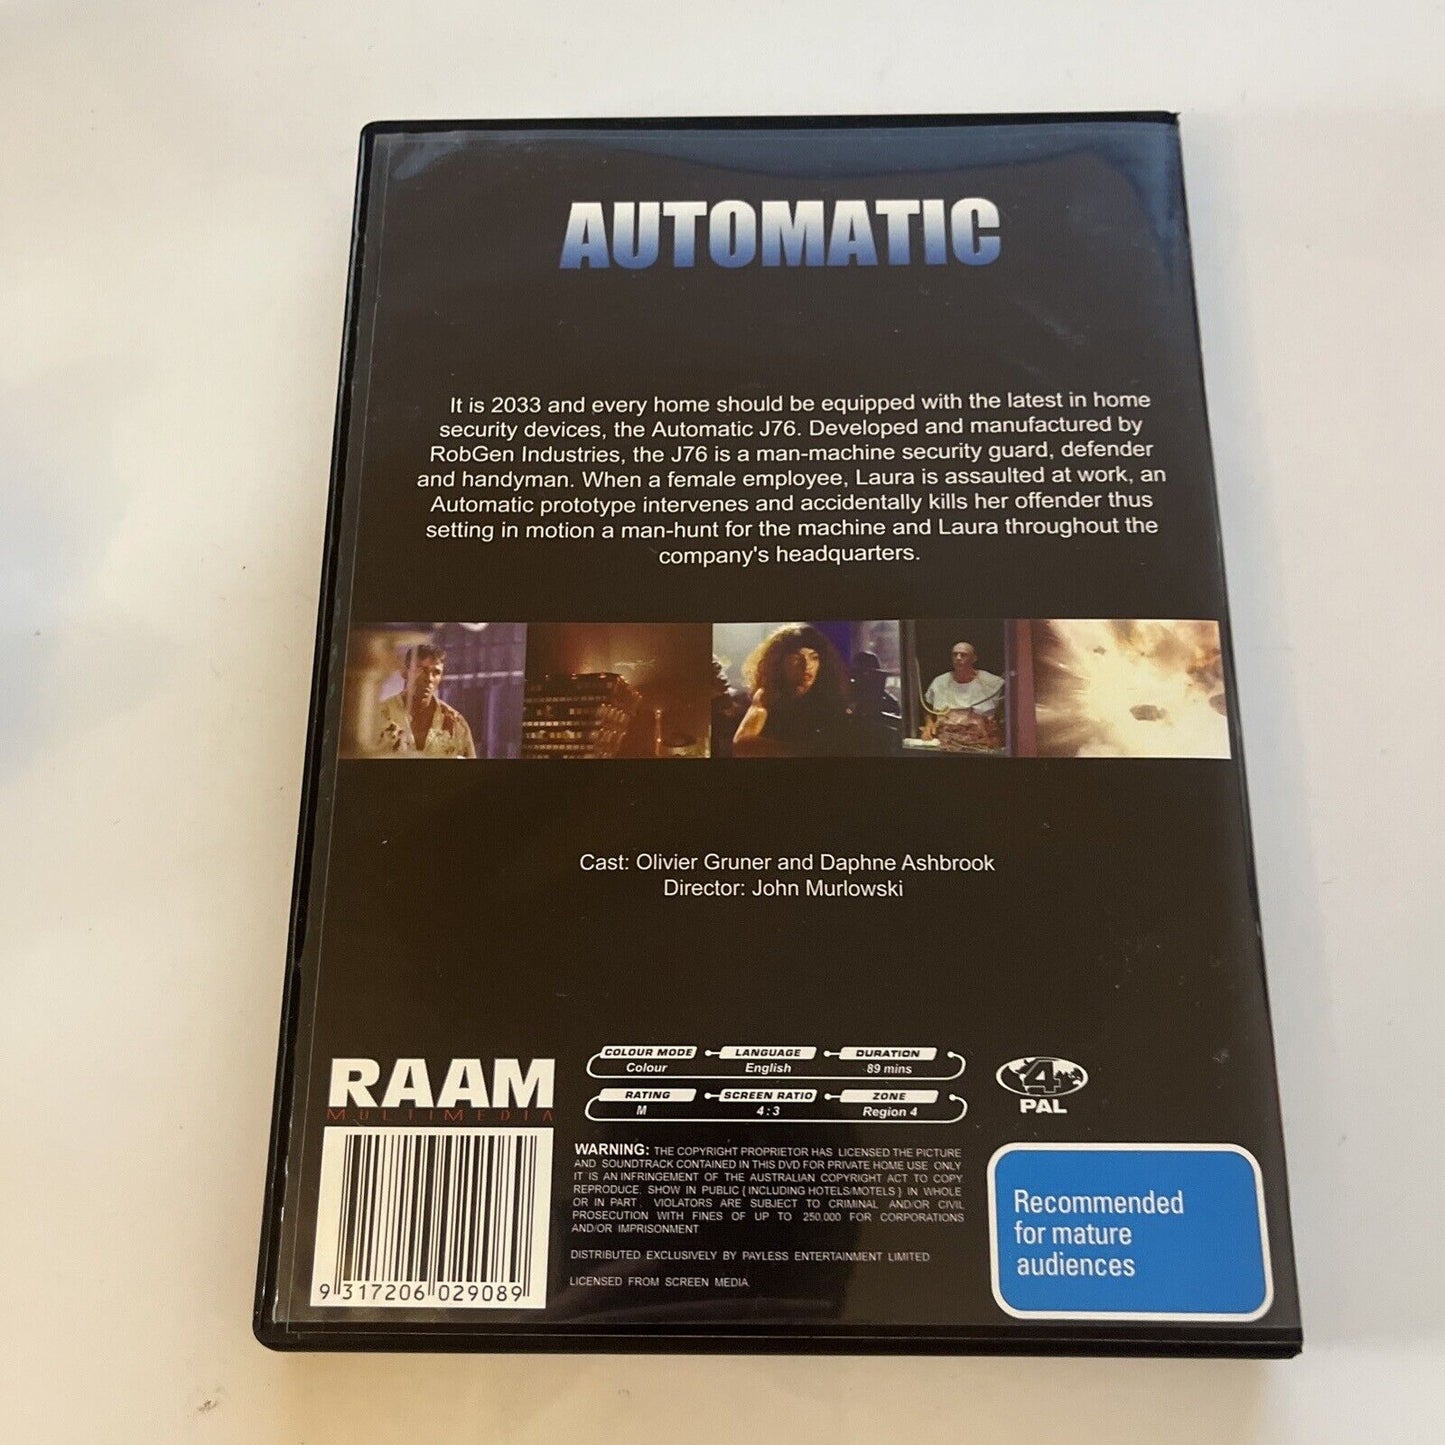 AUTOMATIC
It is 2033 and every home should be equipped with the latest in home
security devices, the Automatic J76. Developed and manufactured by
RobGen Industries, the J76 is a man-machine security guard, defender
and handyman. When a female employee, Laura is assaulted at work, an
Automatic prototype intervenes and accidentally kills her offender thus
setting in motion a man-hunt for the machine and Laura throughout the
company's headquarters.
Cast: Olivier Gruner and Daphne Ashbrook
Director: John Murlowski
RAAM
MULTIMEDIA
COLOUR MODE LANGUAGE DURATION
Colour English 89 mins
RATING SCREEN RATIO ZONE
M 4:3 Region 4
4
PAL
WARNING: THE COPYRIGHT PROPRIETOR HAS LICENSED THE PICTURE
AND SOUNDTRACK CONTAINED IN THIS DVD FOR PRIVATE HOME USE ONLY
IT IS AN INFRINGEMENT OF THE AUSTRALIAN COPYRIGHT ACT TO COPY
REPRODUCE. SHOW IN PUBLIC ( INCLUDING HOTELS/MOTELS ) IN WHOLE
OR IN PART . VIOLATORS ARE SUBJECT TO CRIMINAL AND/OR CIVIL
PROSECUTION WITH FINES OF UP TO 250.000 FOR CORPORATIONS
AND/OR IMPRISONMENT
DISTRIBUTED EXCLUSIVELY BY PAYLESS ENTERTAINMENT LIMITED
LICENSED FROM SCREEN MEDIA
9 317206 029089
Recommended
for mature
audiences